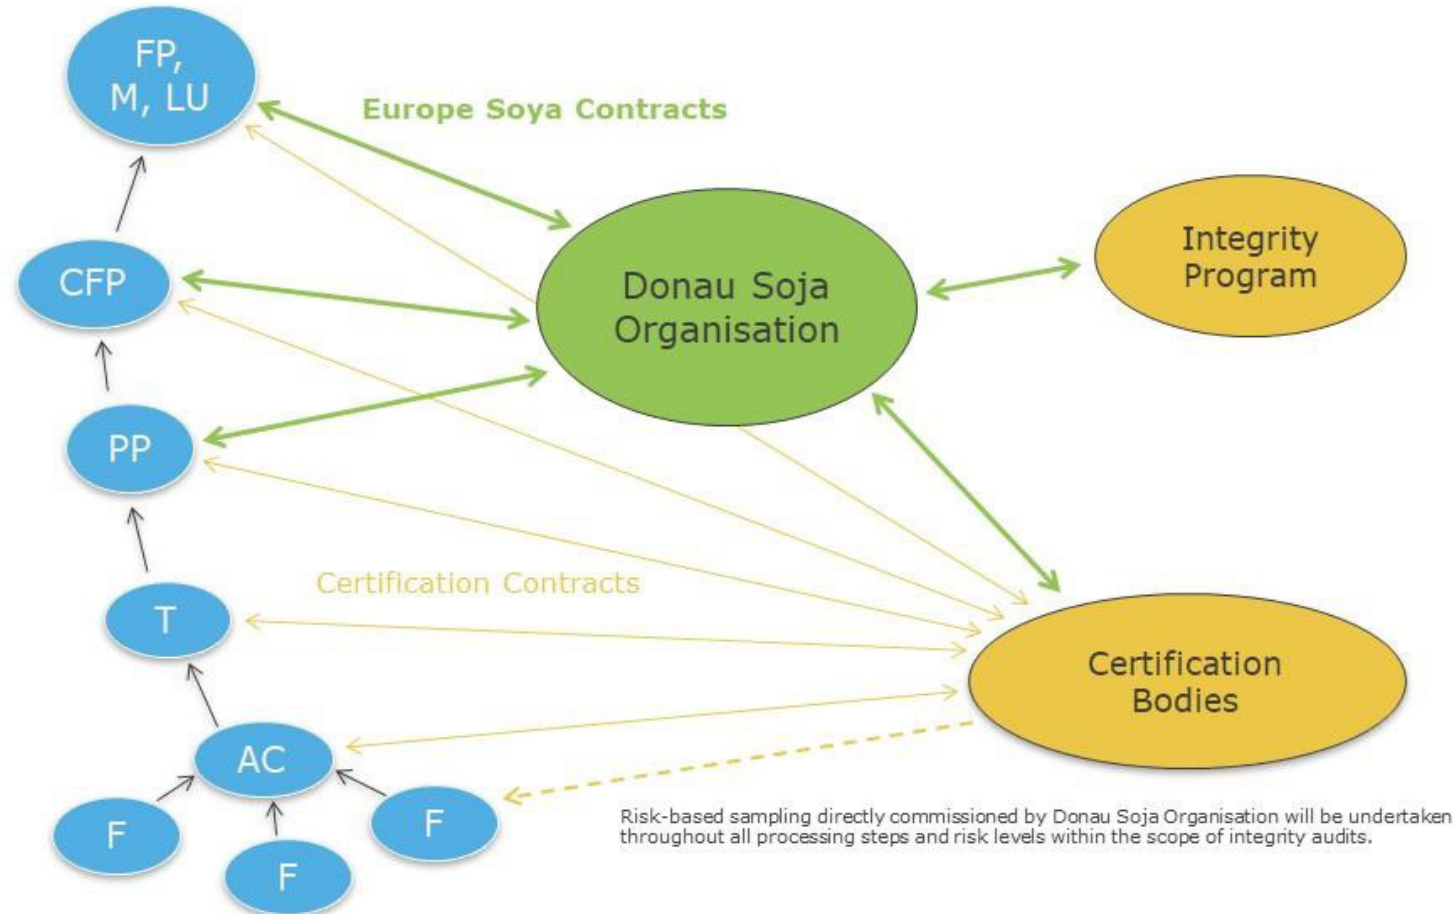 FP,
M, LU
Europe Soya Contracts
Integrity
Program
CFP
Donau Soja
Organisation
PP
Certification Contracts
T
Certification
Bodies
AC
F
F
F
Risk-based sampling directly commissioned by Donau Soja Organisation will be undertaken
throughout all processing steps and risk levels within the scope of integrity audits.